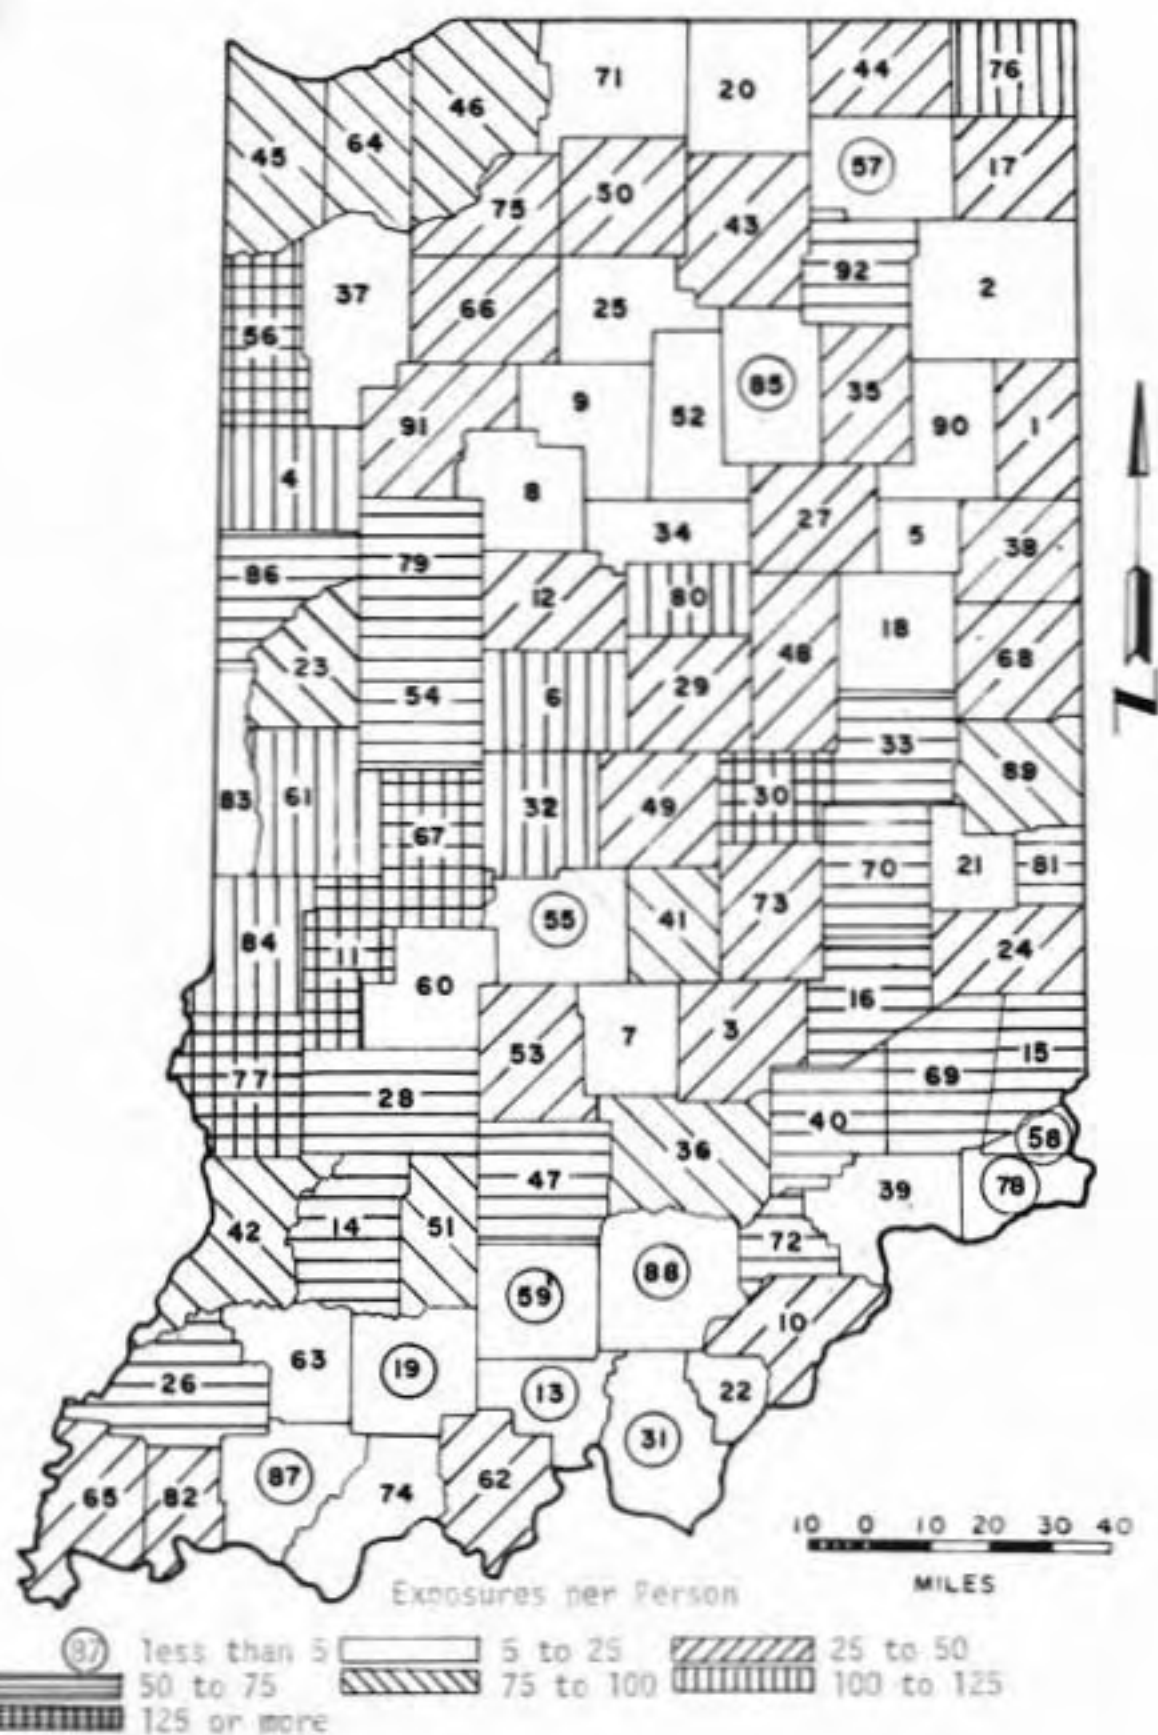 71 20 44 76
45 64 46 57 17
75 50 43
56 37 66 25 92 2
91 9 52 85 35 90 1
4 8 34 27 5 38
86 79 12 80
23 54 6 29 48 18 68
83 61 67 32 49 30 33 89
84 11 60 55 41 73 70 21 81
24
77 28 53 7 3 16 69 15
40 58
42 14 51 47 36 39 78
59 88 72
26 63 19 13 31 22 10
65 82 87 74 62
10 0 10 20 30 40
MILES
Exposures per Person
87 less than 5 5 to 25 25 to 50
50 to 75 75 to 100 100 to 125
125 or more